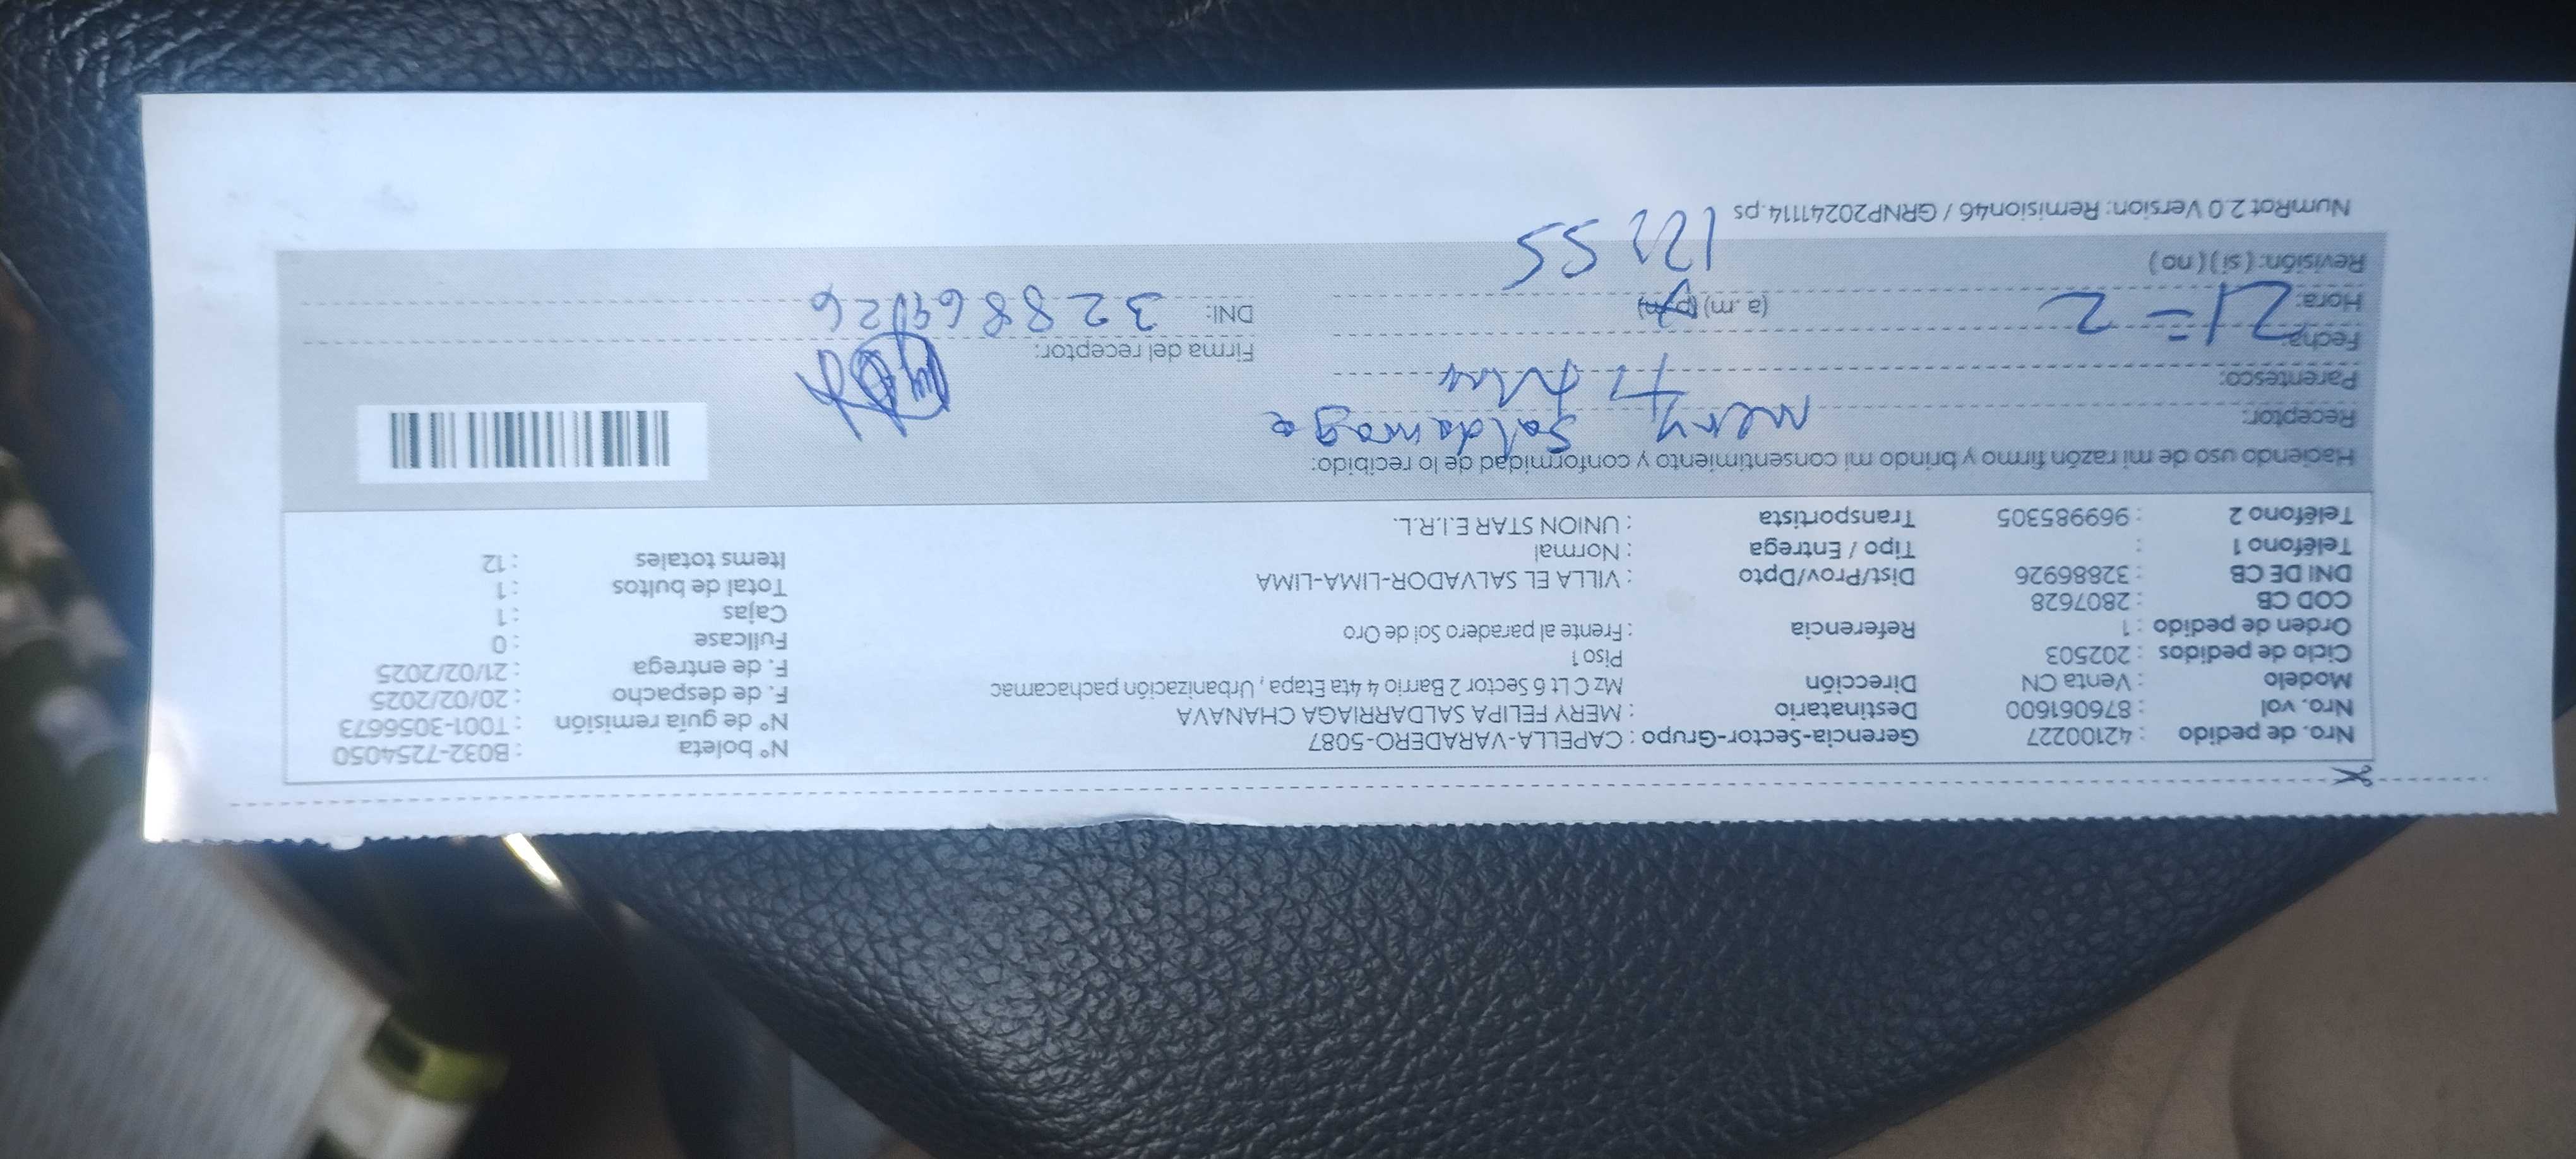 Nro. de pedido : 42100227 Gerencia-Sector-Grupo : CAPELLA-VARADERO-5087 N° boleta : B032-7254050
Nro. vol : 876061600 Destinatario : MERY FELIPA SALDARRIAGA CHANAVA N° de guía remisión : T001-3056673
Modelo : Venta CN Dirección Mz C Lt 6 Sector 2 Barrio 4 4ta Etapa , Urbanización pachacamac F. de despacho : 20/02/2025
Ciclo de pedidos : 202503 Piso 1 F. de entrega : 21/02/2025
Orden de pedido : 1 Referencia : Frente al paradero Sol de Oro Fullcase : 0
COD CB : 2807628 Cajas : 1
DNI DE CB : 32886926 Dist/Prov/Dpto : VILLA EL SALVADOR-LIMA-LIMA Total de bultos : 1
Teléfono 1 : Tipo / Entrega : Normal Items totales : 12
Teléfono 2 : 969985305 Transportista : UNION STAR E.I.R.L.
Haciendo uso de mi razón firmo y brindo mi consentimiento y conformidad de lo recibido:
Receptor: mery Saldarriaga
Parentesco:
Fecha: 21 = 2 Firma del receptor:
Hora: (a.m) (p.m) DNI: 32886926
Revisión: ( si ) ( no ) 12 55
NumRot 2.0 Version: Remision46 / GRNP20241114.ps